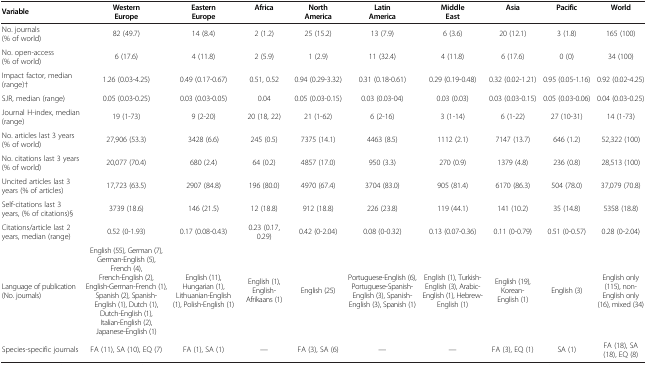 Variable Western Europe Eastern Europe Africa North America Latin America Middle East Asia Pacific World
No. journals (% of world) 82 (49.7) 14 (8.4) 2 (1.2) 25 (15.2) 13 (7.9) 6 (3.6) 20 (12.1) 3 (1.8) 165 (100)
No. open-access (% of world) 6 (17.6) 4 (11.8) 2 (5.9) 1 (2.9) 11 (32.4) 4 (11.8) 6 (17.6) 0 (0) 34 (100)
Impact factor, median (range)† 1.26 (0.03-4.25) 0.49 (0.17-0.67) 0.51, 0.52 0.94 (0.29-3.32) 0.31 (0.18-0.61) 0.29 (0.19-0.48) 0.32 (0.02-1.21) 0.95 (0.05-1.16) 0.92 (0.02-4.25)
SJR, median (range) 0.05 (0.03-0.25) 0.03 (0.03-0.05) 0.04 0.05 (0.03-0.15) 0.03 (0.03-04) 0.03 (0.03) 0.03 (0.03-0.15) 0.05 (0.03-0.06) 0.04 (0.03-0.25)
Journal H-index, median (range) 19 (1-73) 9 (2-20) 20 (18, 22) 21 (1-62) 6 (2-16) 3 (1-14) 6 (1-22) 27 (10-31) 14 (1-73)
No. articles last 3 years (% of world) 27,906 (53.3) 3428 (6.6) 245 (0.5) 7375 (14.1) 4463 (8.5) 1112 (2.1) 7147 (13.7) 646 (1.2) 52,322 (100)
No. citations last 3 years (% of world) 20,077 (70.4) 680 (2.4) 64 (0.2) 4857 (17.0) 950 (3.3) 270 (0.9) 1379 (4.8) 236 (0.8) 28,513 (100)
Uncited articles last 3 years (% of articles) 17,723 (63.5) 2907 (84.8) 196 (80.0) 4970 (67.4) 3704 (83.0) 905 (81.4) 6170 (86.3) 504 (78.0) 37,079 (70.8)
Self-citations last 3 years, (% of citations)§ 3739 (18.6) 146 (21.5) 12 (18.8) 912 (18.8) 226 (23.8) 119 (44.1) 141 (10.2) 35 (14.8) 5358 (18.8)
Citations/article last 2 years, median (range) 0.52 (0-1.93) 0.17 (0.08-0.43) 0.23 (0.17, 0.29) 0.42 (0-2.04) 0.08 (0-0.32) 0.13 (0.07-0.36) 0.11 (0-0.79) 0.51 (0-0.57) 0.28 (0-2.04)
Language of publication (No. journals) English (55), German (7), German-English (5), French (4), French-English (2), English-German-French (1), Spanish (2), Spanish-English (1), Dutch (1), Dutch-English (1), Italian-English (2), Japanese-English (1) English (11), Hungarian (1), Lithuanian-English (1), Polish-English (1) English (1), English-Afrikaans (1) English (25) Portuguese-English (6), Portuguese-Spanish-English (3), Spanish-English (3), Spanish (1) English (1), Turkish-English (3), Arabic-English (1), Hebrew-English (1) English (19), Korean-English (1) English (3) English only (115), non-English only (16), mixed (34)
Species-specific journals FA (11), SA (10), EQ (7) FA (1), SA (1) — FA (3), SA (6) — — FA (3), EQ (1) SA (1) FA (18), SA (18), EQ (8)